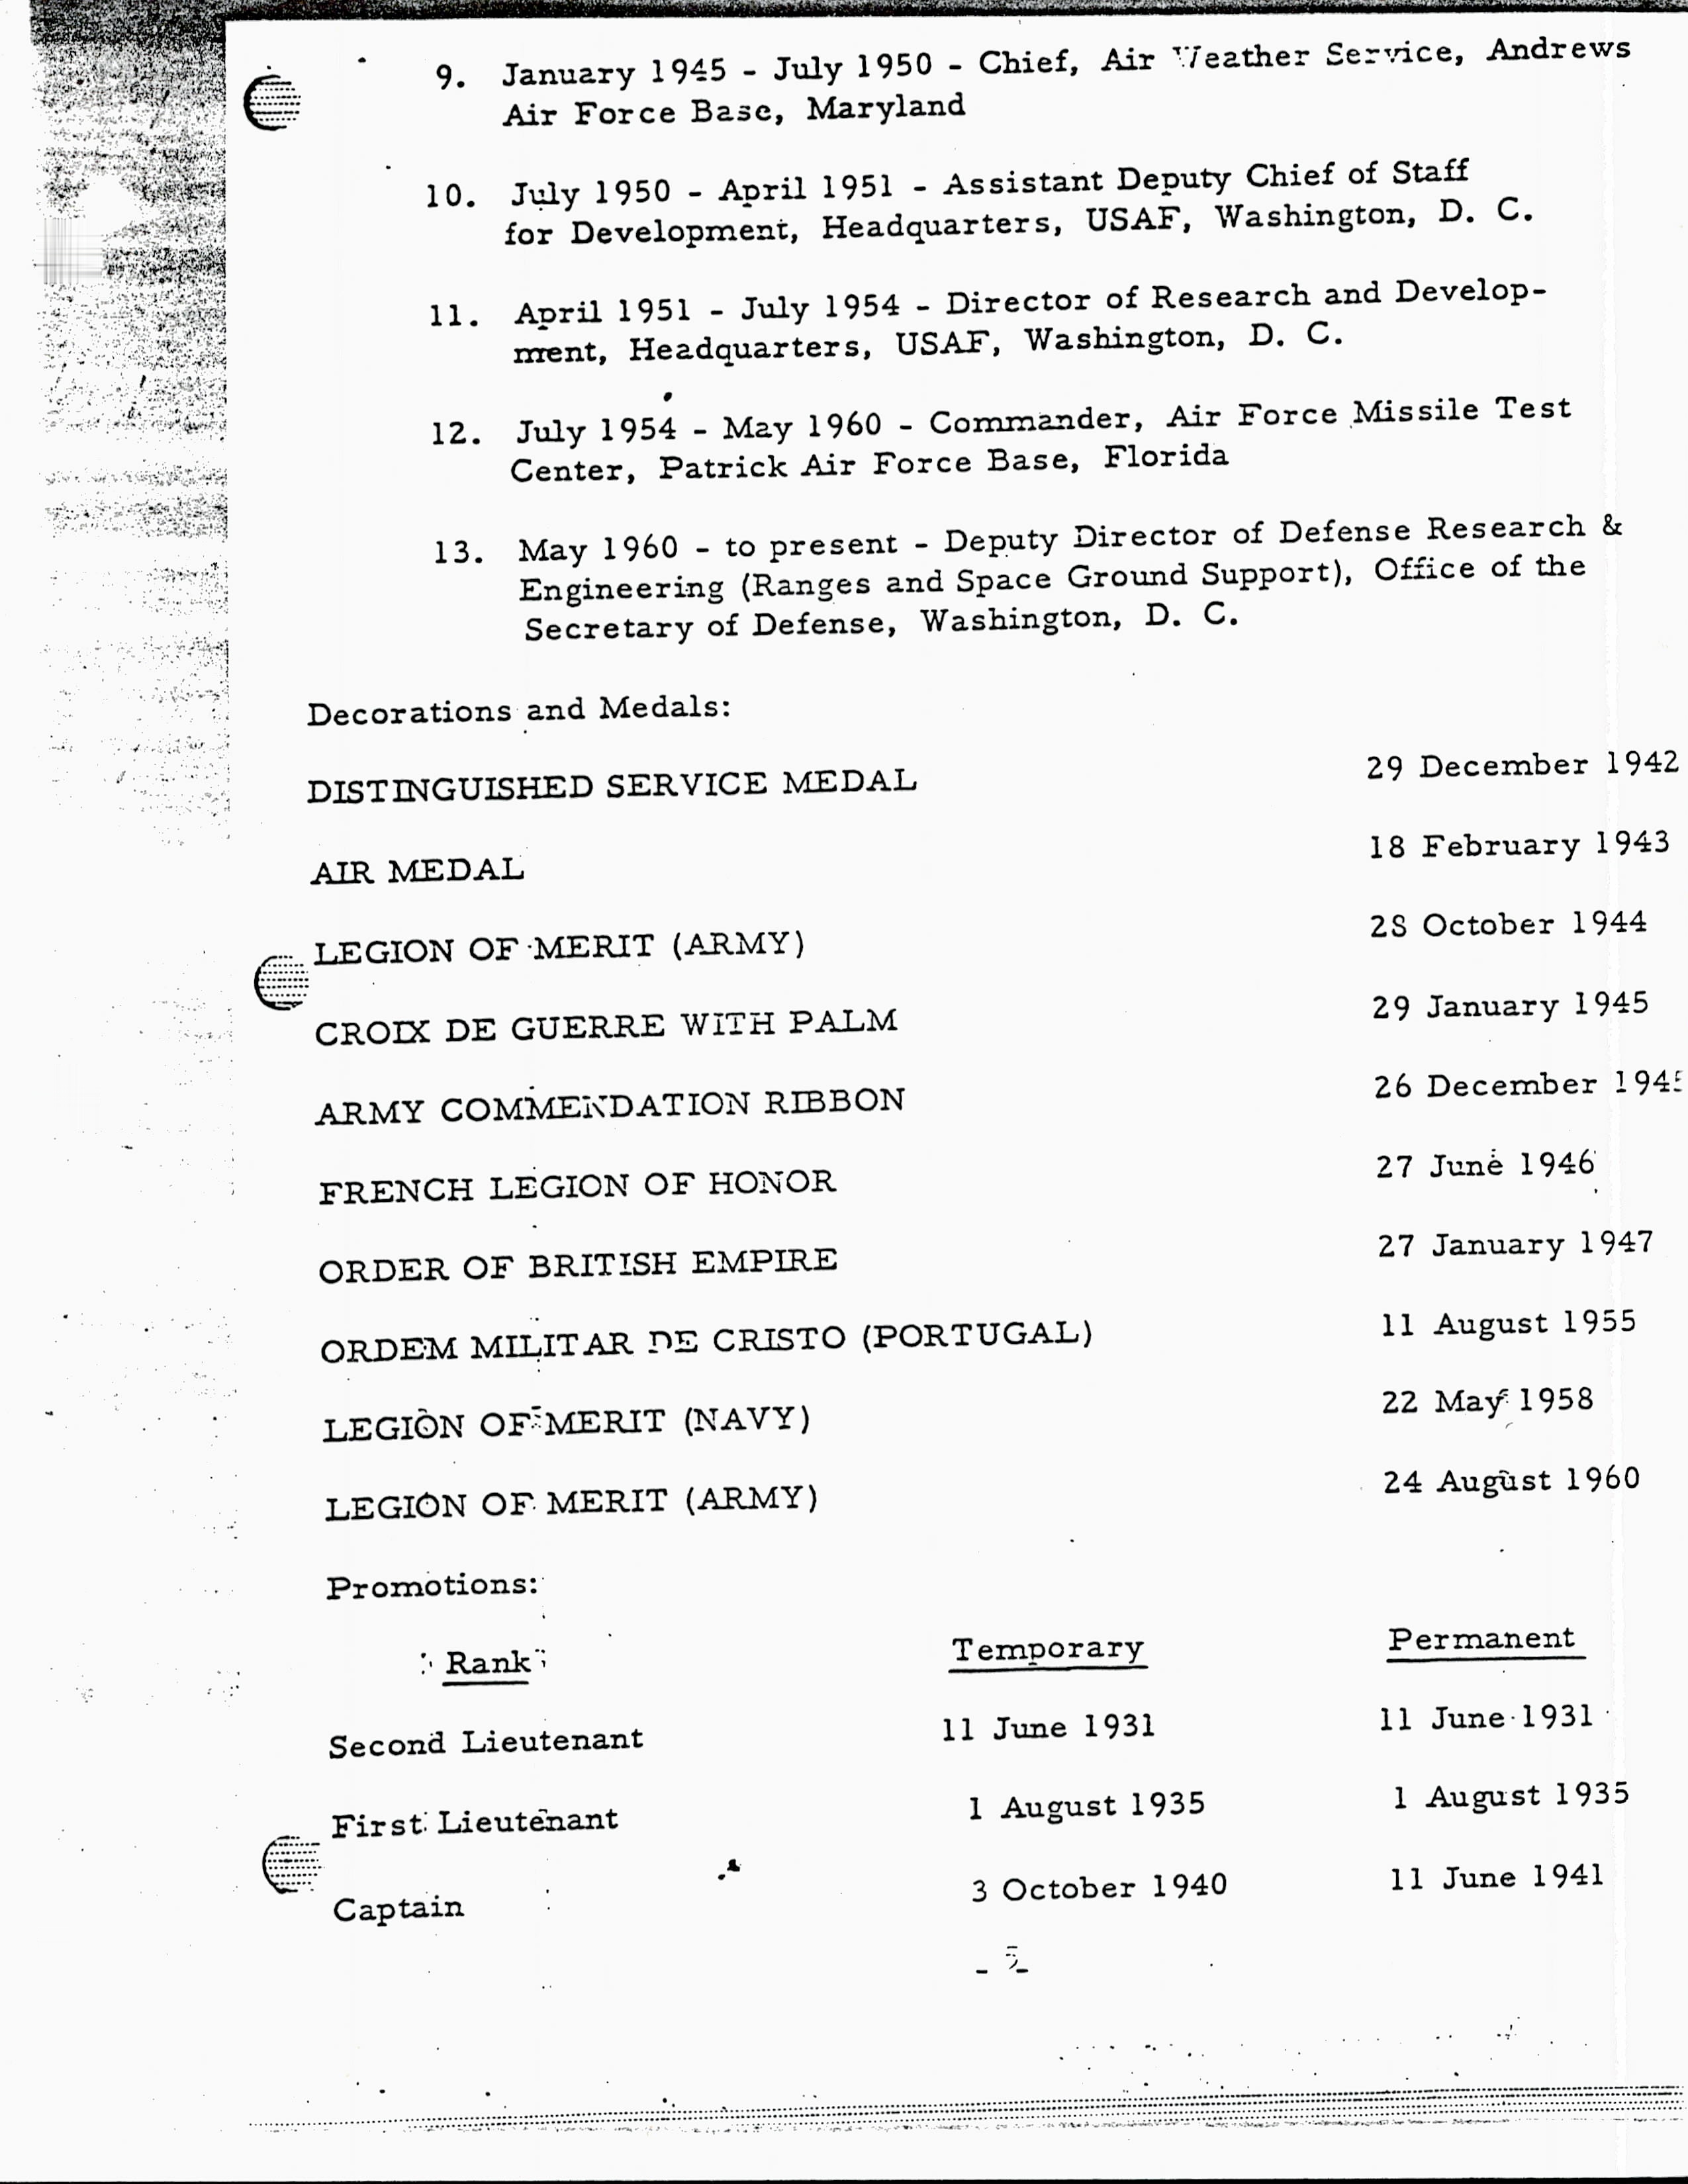 9. January 1945 - July 1950 - Chief, Air Weather Service, Andrews
Air Force Base, Maryland
10. July 1950 - April 1951 - Assistant Deputy Chief of Staff
for Development, Headquarters, USAF, Washington, D. C.
11. April 1951 - July 1954 - Director of Research and Develop-
ment, Headquarters, USAF, Washington, D. C.
12. July 1954 - May 1960 - Commander, Air Force Missile Test
Center, Patrick Air Force Base, Florida
13. May 1960 - to present - Deputy Director of Defense Research &
Engineering (Ranges and Space Ground Support), Office of the
Secretary of Defense, Washington, D. C.
Decorations and Medals:
DISTINGUISHED SERVICE MEDAL 29 December 1942
AIR MEDAL 18 February 1943
LEGION OF MERIT (ARMY) 28 October 1944
CROIX DE GUERRE WITH PALM 29 January 1945
ARMY COMMENDATION RIBBON 26 December
FRENCH LEGION OF HONOR 27 June 1946
ORDER OF BRITISH EMPIRE 27 January 1947
ORDEM MILITAR DE CRISTO (PORTUGAL) 11 August 1955
LEGION OF MERIT (NAVY) 22 May 1958
LEGION OF MERIT (ARMY) 24 August 1960
Promotions:
Rank Temporary Permanent
Second Lieutenant 11 June 1931 11 June 1931
First Lieutenant 1 August 1935 1 August 1935
Captain 3 October 1940 11 June 1941